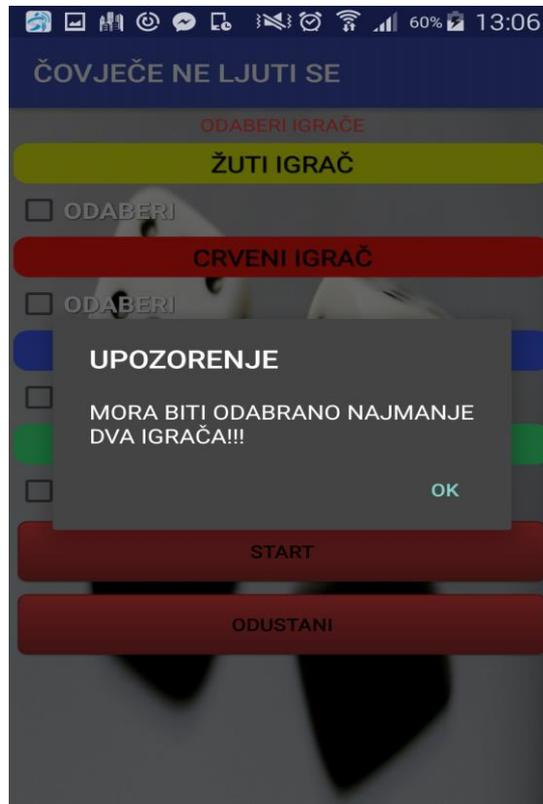 60% 13:06
ČOVJEČE NE LJUTI SE
ODABERI IGRAČE
ŽUTI IGRAČ
ODABERI
CRVENI IGRAČ
ODABERI
UPOZORENJE
MORA BITI ODABRANO NAJMANJE
DVA IGRAČA!!!
OK
START
ODUSTANI